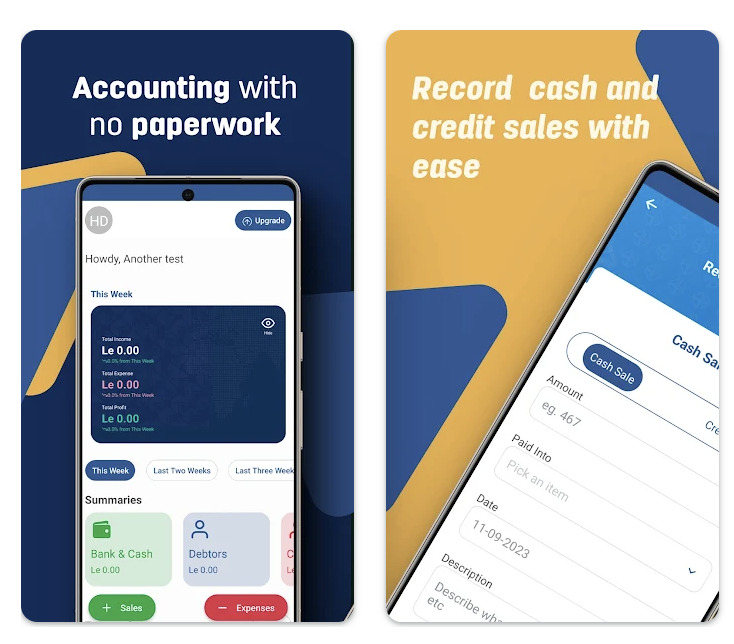 Accounting with
no paperwork
HD
Upgrade
Howdy, Another test
This Week
Hide
Total Income
Le 0.00
0.0% from This Week
Total Expense
Le 0.00
0.0% from This Week
Total Profit
Le 0.00
0.0% from This Week
This Week Last Two Weeks Last Three Week
Summaries
Bank & Cash
Le 0.00
Debtors
Le 0.00
C
Le
+ Sales
− Expenses
Record cash and
credit sales with
ease
Re
Cash Sa
Cash Sale
Cre
Amount
eg. 467
Paid Into
Pick an item
Date
11-09-2023
Description
Describe wha
etc